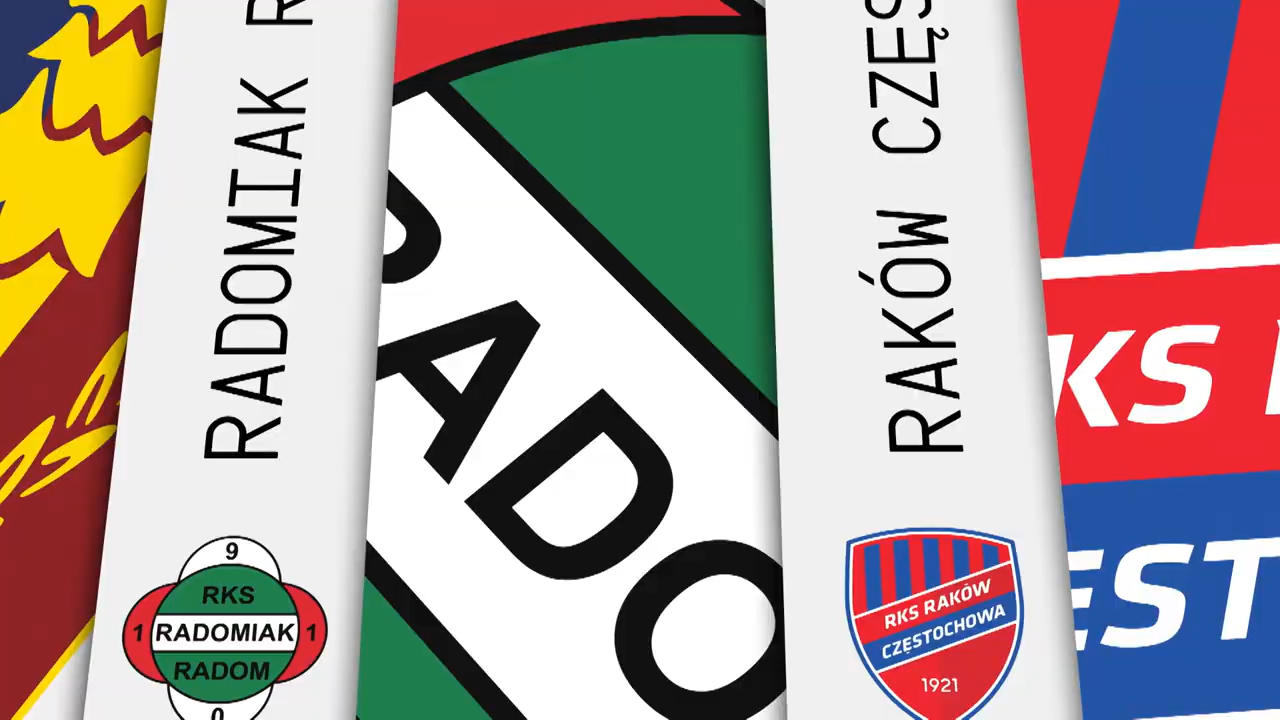 RADOMIAK R
9
RKS
1 RADOMIAK 1
RADOM
0
RADO
RAKÓW CZĘS
RKS RAKÓW
CZĘSTOCHOWA
1921
KS
EST